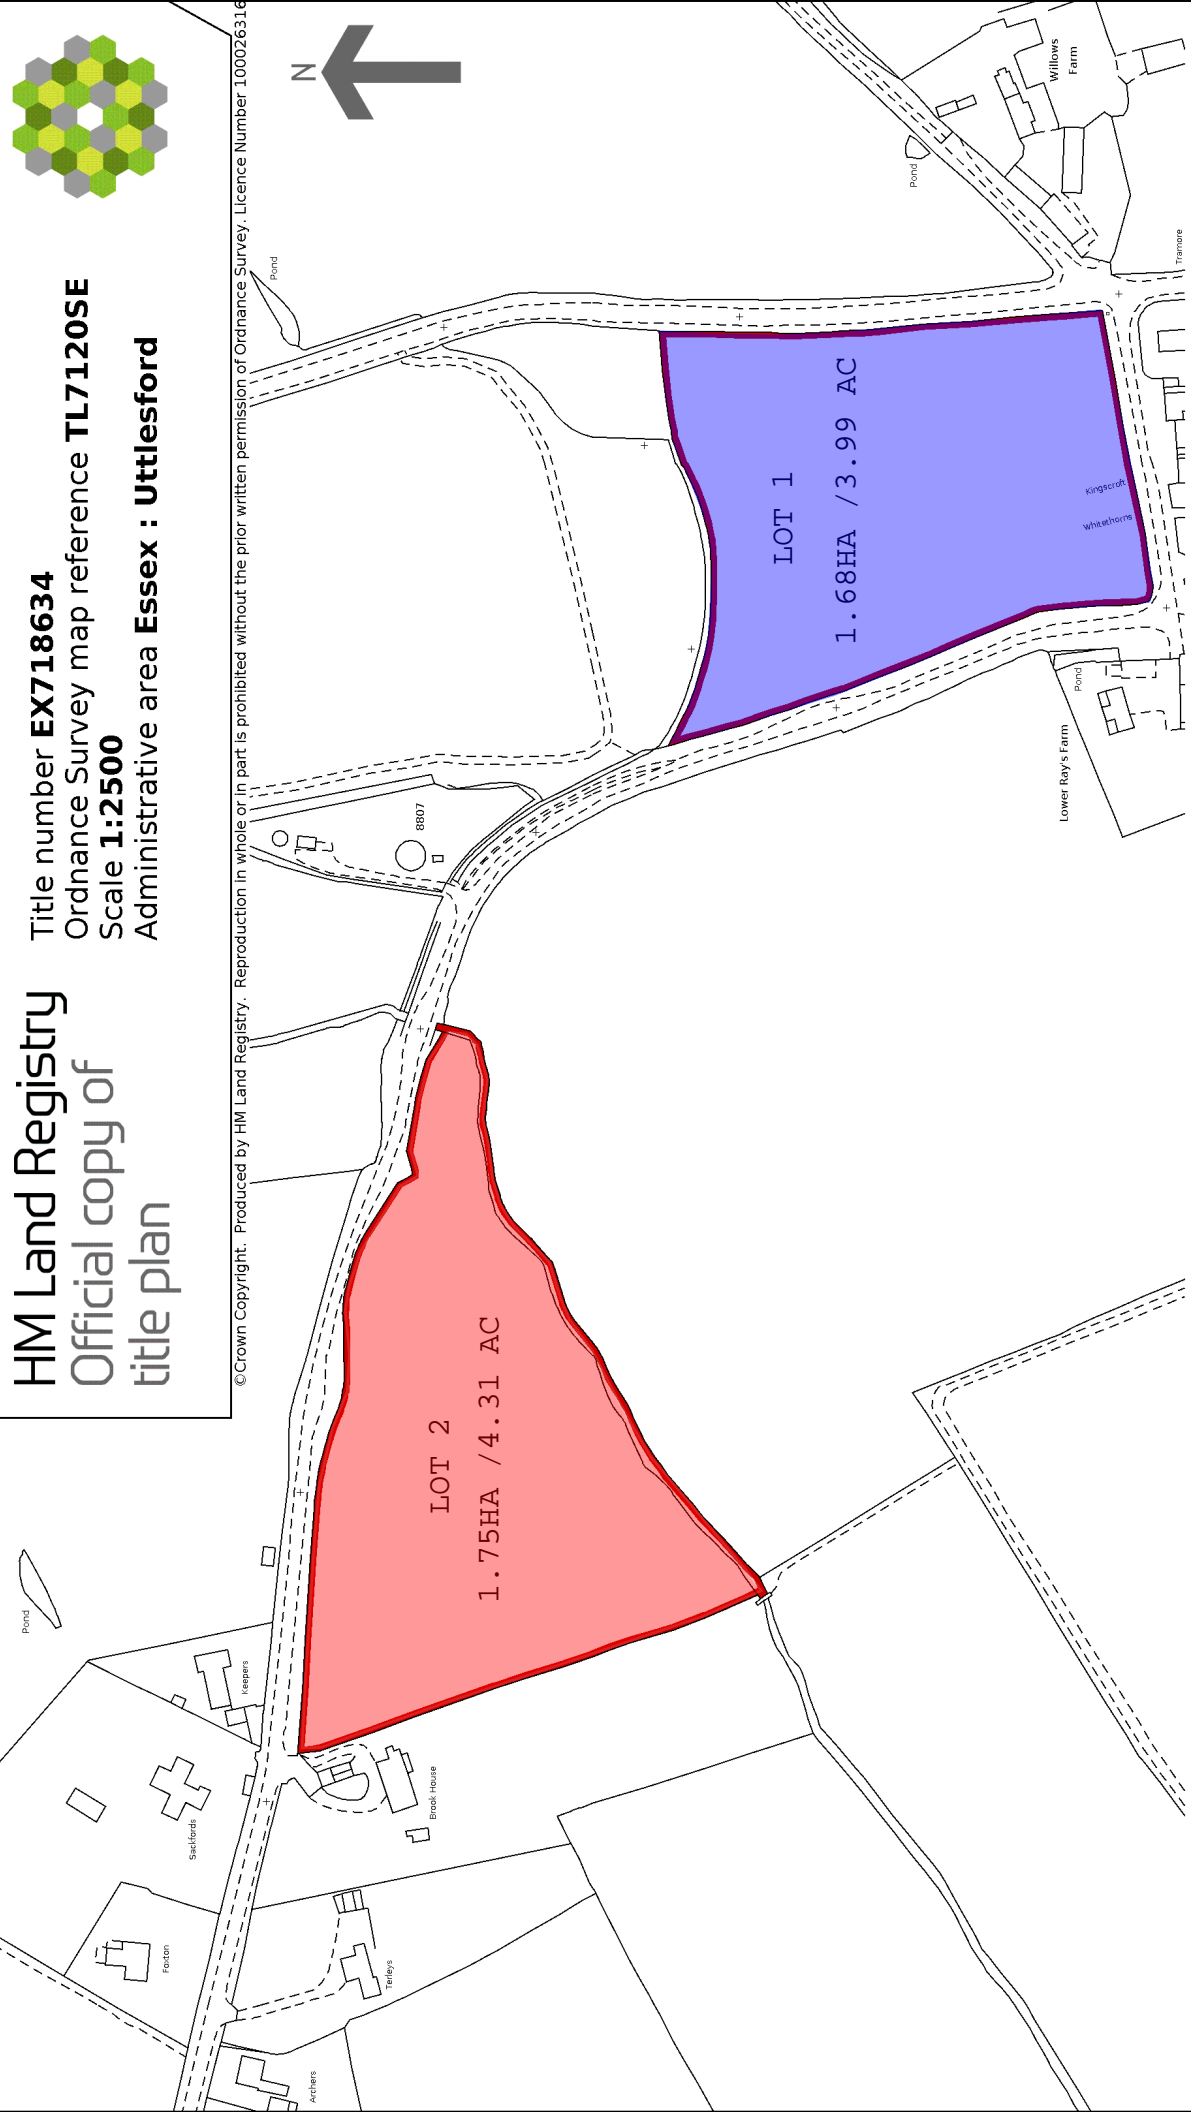 HM Land Registry
Official copy of
title plan
Title number EX718634
Ordnance Survey map reference TL7120SE
Scale 1:2500
Administrative area Essex : Uttlesford
©Crown Copyright. Produced by HM Land Registry. Reproduction in whole or in part is prohibited without the prior written permission of Ordnance Survey. Licence Number 100026316
N
Pond
Pond
Pond
Willows
Farm
Tramore
8807
LOT 1
1.68HA /3.99 AC
Kingscroft
Whitethorns
Pond
Lower Ray's Farm
LOT 2
1.75HA /4.31 AC
Keepers
Sackfords
Brook House
Foxton
Terleys
Archers